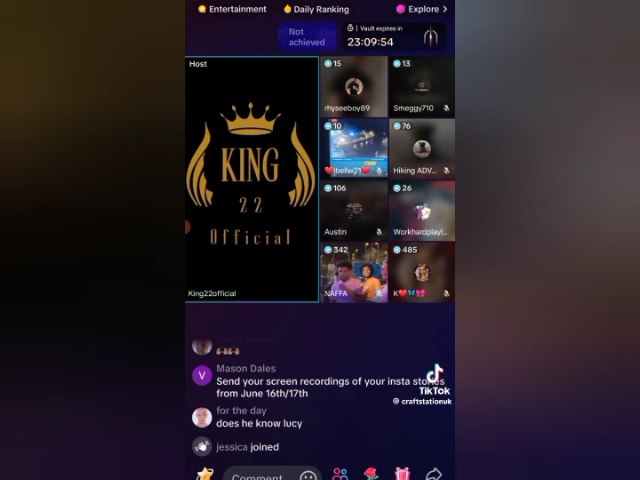 Entertainment
Daily Ranking
Explore >
Not
achieved
Vault expires in
23:09:54
Host
KING
22
Official
King22official
15
rhyseeboy89
13
Smeggy710
10
❤️lbellw21❤️
76
Hiking ADV...
106
Austin
26
Workhardplayl...
342
NAFFA
485
K❤️🦋🎀
V
Mason Dales
Send your screen recordings of your insta stories
from June 16th/17th
for the day
does he know lucy
jessica joined
Comment...
TikTok
craftstationuk